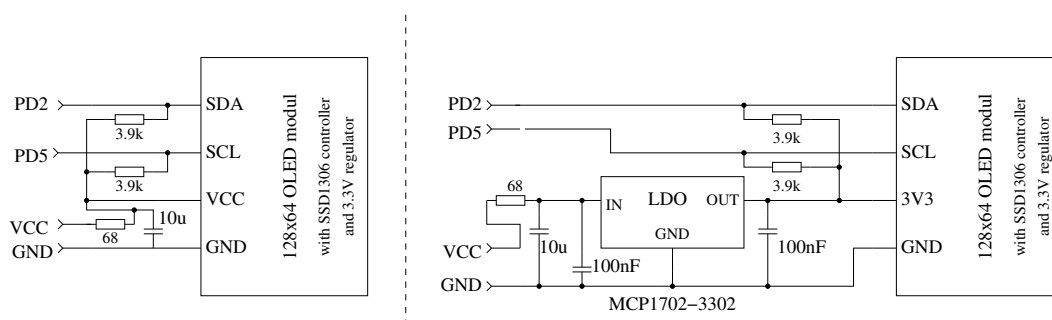 PD2
SDA
3.9k
PD5
SCL
3.9k
VCC
VCC
10u
68
GND
GND
128x64 OLED modul
with SSD1306 controller
and 3.3V regulator
PD2
SDA
3.9k
PD5
SCL
3.9k
68
IN
LDO
OUT
3V3
GND
VCC
10u
100nF
100nF
GND
GND
MCP1702−3302
128x64 OLED modul
with SSD1306 controller
and 3.3V regulator